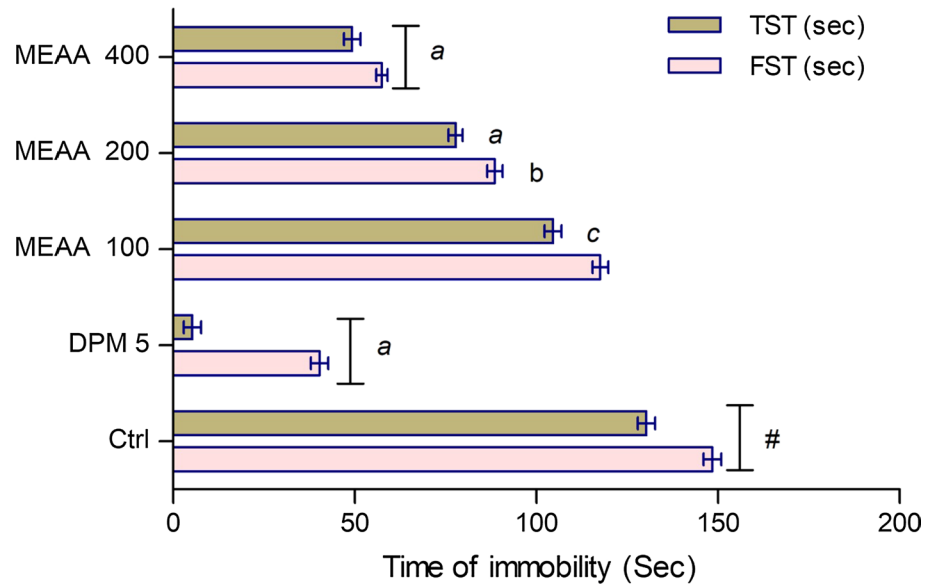 TST (sec)
FST (sec)
MEAA 400
a
MEAA 200
a
b
MEAA 100
c
DPM 5
a
Ctrl
#
0 50 100 150 200
Time of immobility (Sec)